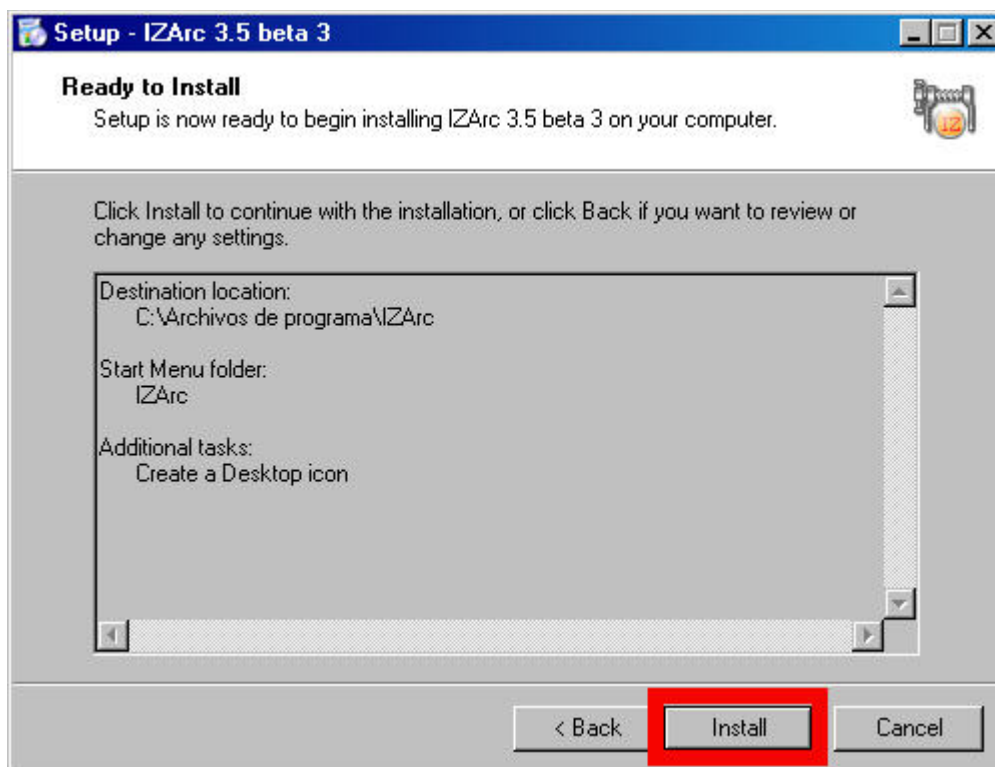 Setup - IZArc 3.5 beta 3
Ready to Install
Setup is now ready to begin installing IZArc 3.5 beta 3 on your computer.
IZ
Click Install to continue with the installation, or click Back if you want to review or
change any settings.
Destination location:
C:\Archivos de programa\IZArc
Start Menu folder:
IZArc
Additional tasks:
Create a Desktop icon
< Back
Install
Cancel